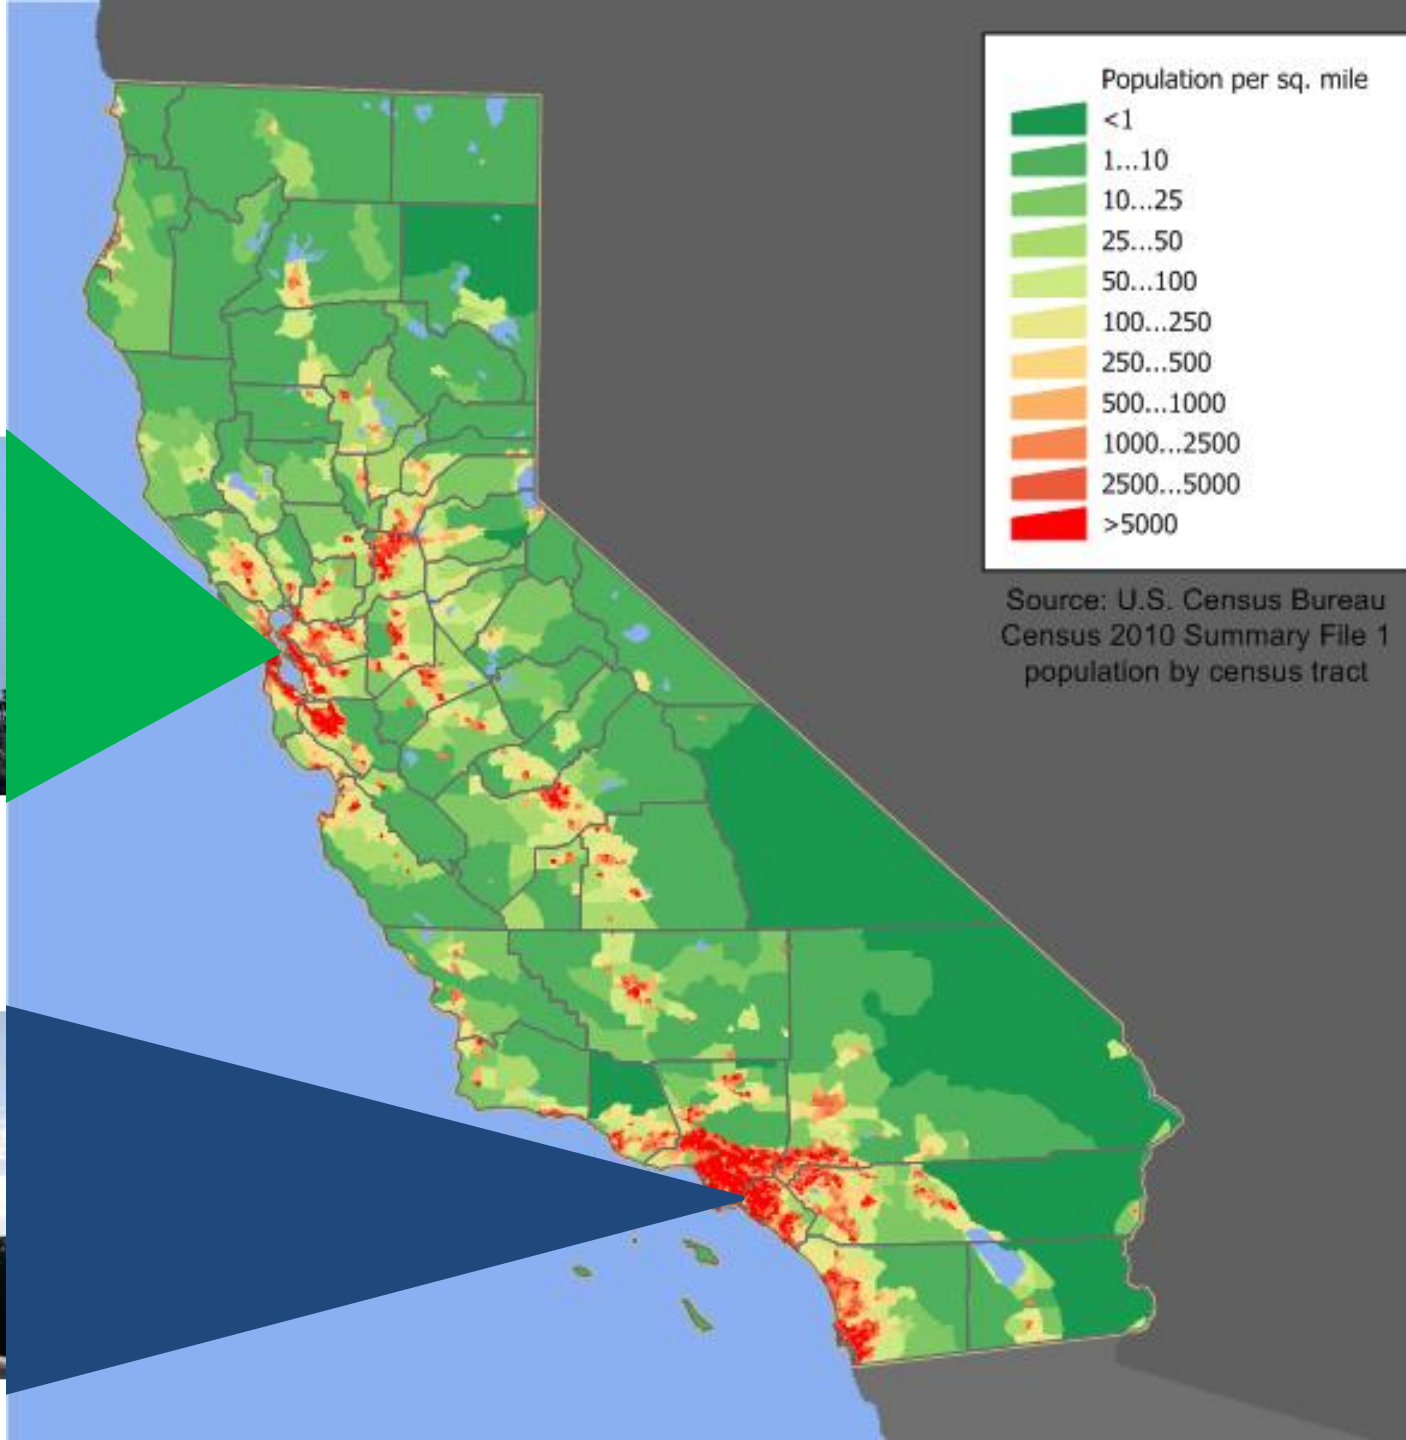 Population per sq. mile
<1
1...10
10...25
25...50
50...100
100...250
250...500
500...1000
1000...2500
2500...5000
>5000
Source: U.S. Census Bureau
Census 2010 Summary File 1
population by census tract